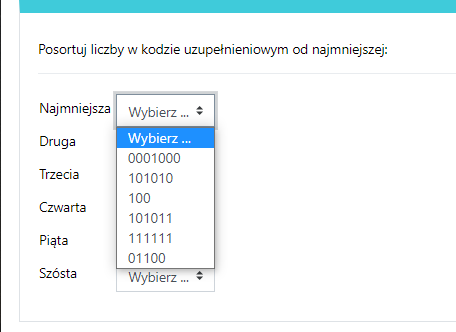 Posortuj liczby w kodzie uzupełnieniowym od najmniejszej:
Najmniejsza Wybierz ...
Wybierz ...
Druga
0001000
101010
Trzecia
100
Czwarta
101011
Piąta
111111
01100
Szósta Wybierz ...